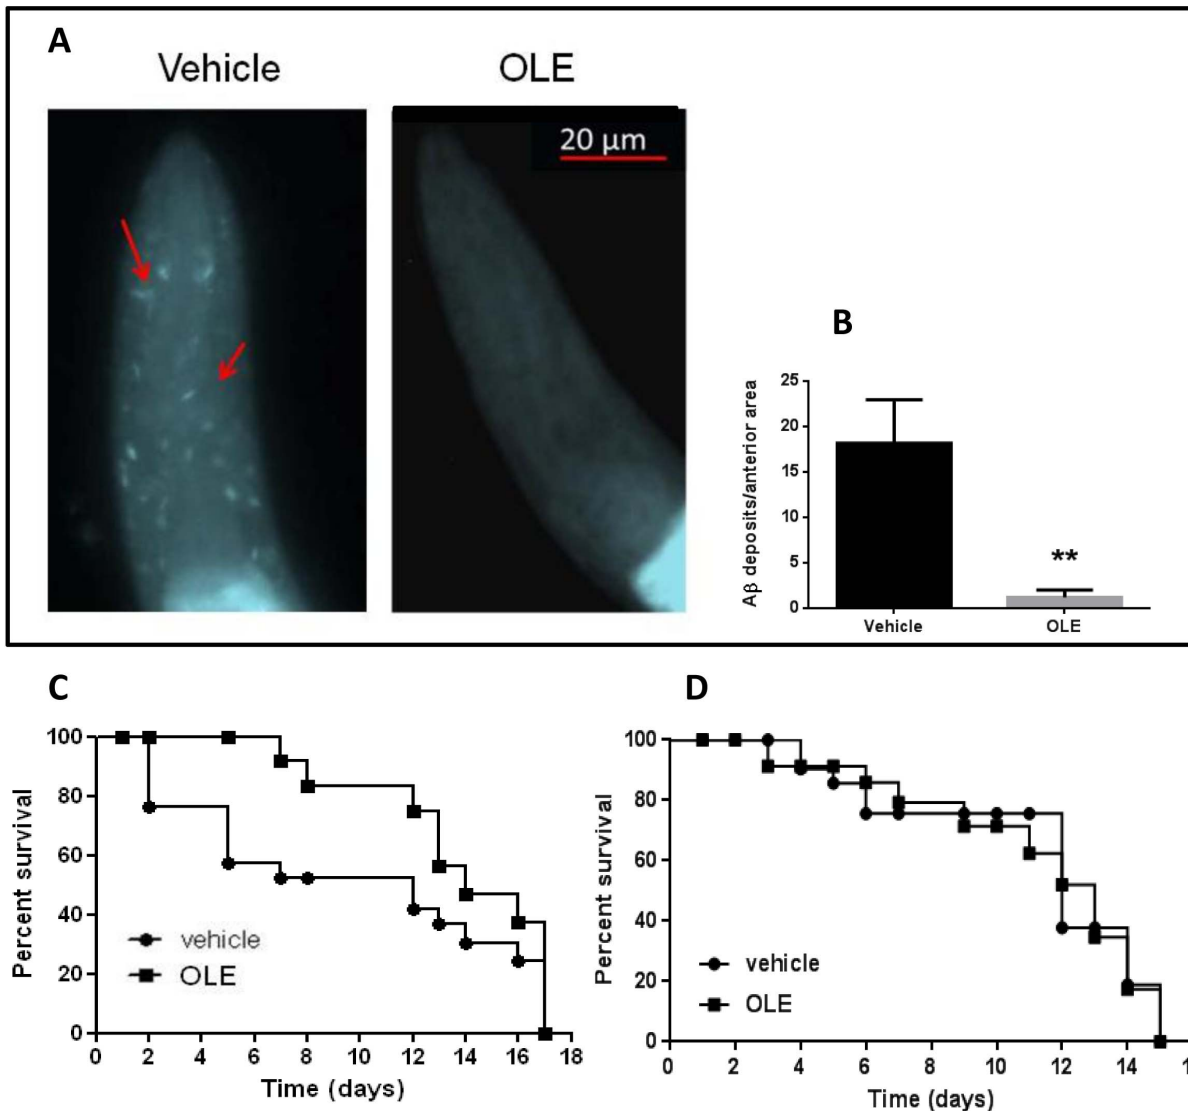 A
Vehicle
OLE
20 μm
B
Aβ deposits/anterior area
25
20
15
10
5
0
**
Vehicle
OLE
C
Percent survival
100
80
60
40
20
0
vehicle
OLE
0 2 4 6 8 10 12 14 16 18
Time (days)
D
Percent survival
100
80
60
40
20
0
vehicle
OLE
0 2 4 6 8 10 12 14
Time (days)